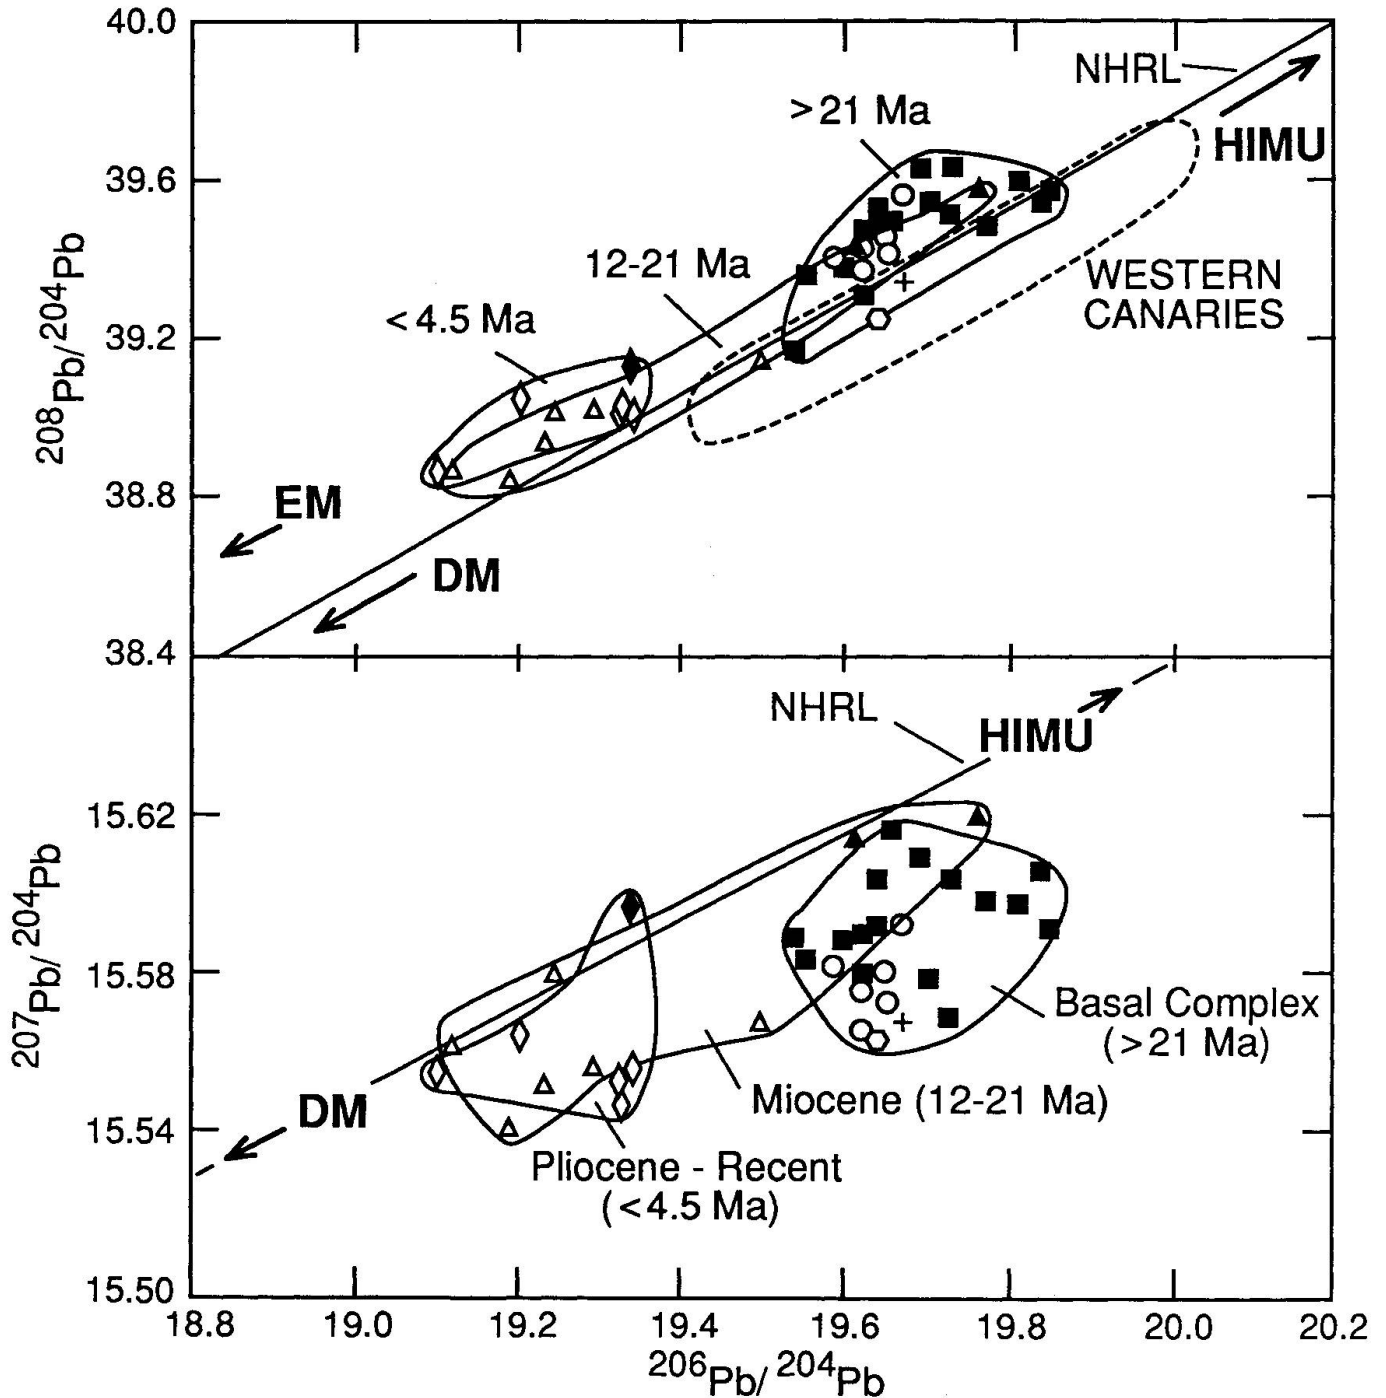 40.0
NHRL
>21 Ma
HIMU
39.6
12-21 Ma
WESTERN
CANARIES
<4.5 Ma
39.2
208Pb/204Pb
38.8
EM
DM
38.4
NHRL
HIMU
15.62
207Pb/204Pb
15.58
Basal Complex
(>21 Ma)
Miocene (12-21 Ma)
DM
15.54
Pliocene - Recent
(<4.5 Ma)
15.50
18.8 19.0 19.2 19.4 19.6 19.8 20.0 20.2
206Pb/204Pb